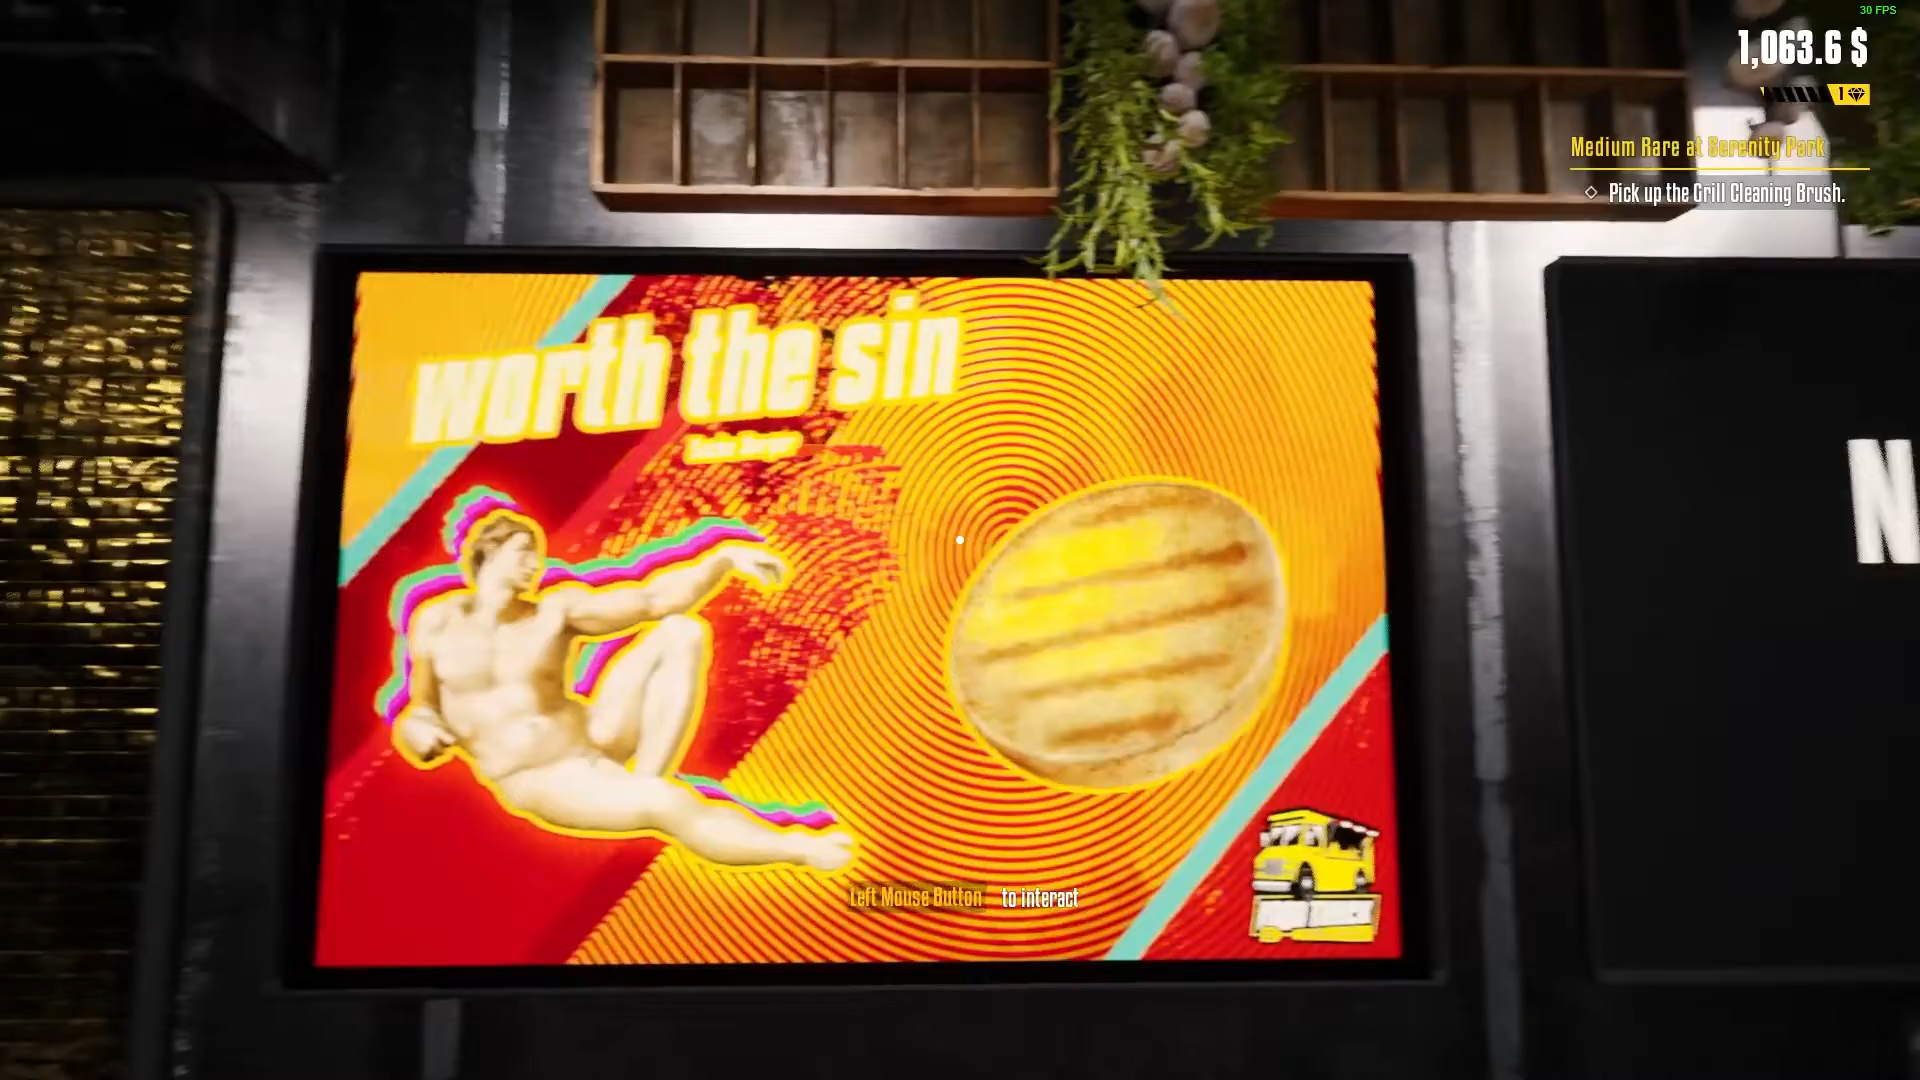 30 FPS
1,063.6 $
1
Medium Rare at Serenity Park
Pick up the Grill Cleaning Brush.
worth the sin
N
Left Mouse Button to interact